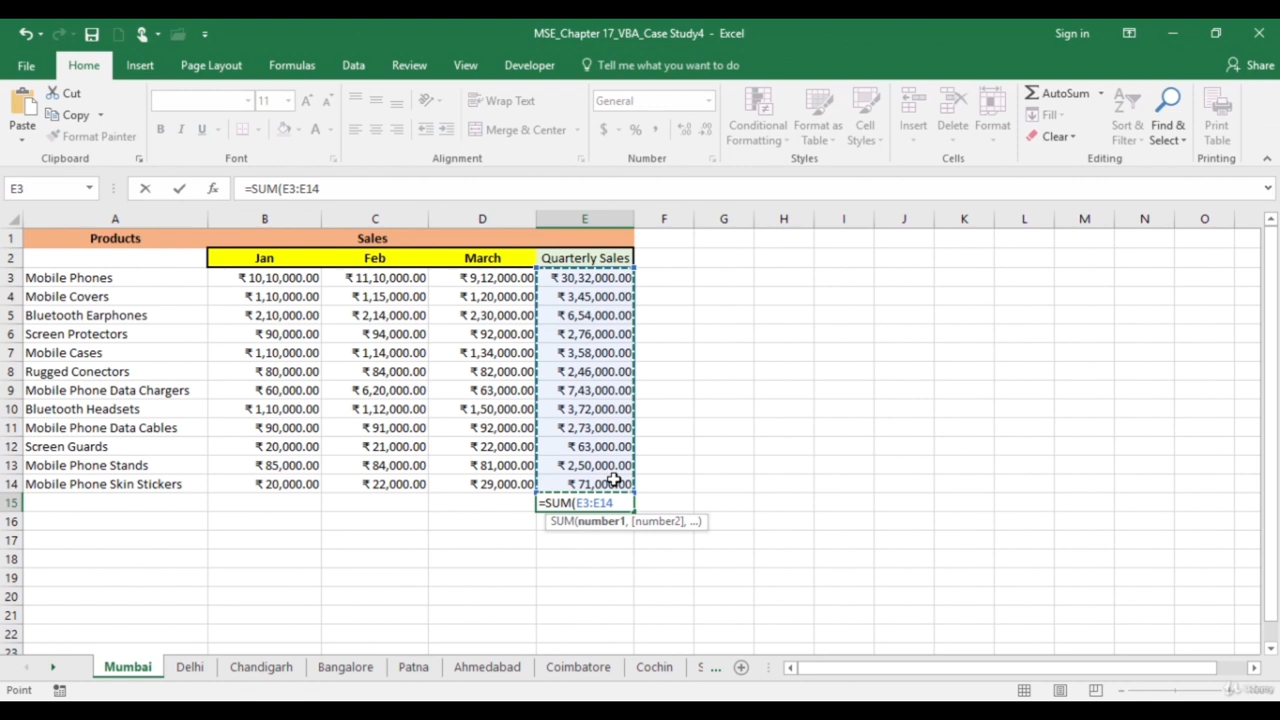 MSE_Chapter 17_VBA_Case Study4 - Excel
Sign in
File Home Insert Page Layout Formulas Data Review View Developer Tell me what you want to do Share
Paste
Cut
Copy
Format Painter
Clipboard
11
A A
B I U A
Font
Wrap Text
Merge & Center
Alignment
General
$ % ,
Number
Conditional Formatting
Format as Table
Cell Styles
Styles
Insert Delete Format
Cells
AutoSum
Fill
Clear
Sort & Filter
Find & Select
Editing
Print Table
Printing
E3 fx =SUM(E3:E14
A B C D E F G H I J K L M N O
1 Products Sales
2 Jan Feb March Quarterly Sales
3 Mobile Phones ₹ 10,10,000.00 ₹ 11,10,000.00 ₹ 9,12,000.00 ₹ 30,32,000.00
4 Mobile Covers ₹ 1,10,000.00 ₹ 1,15,000.00 ₹ 1,20,000.00 ₹ 3,45,000.00
5 Bluetooth Earphones ₹ 2,10,000.00 ₹ 2,14,000.00 ₹ 2,30,000.00 ₹ 6,54,000.00
6 Screen Protectors ₹ 90,000.00 ₹ 94,000.00 ₹ 92,000.00 ₹ 2,76,000.00
7 Mobile Cases ₹ 1,10,000.00 ₹ 1,14,000.00 ₹ 1,34,000.00 ₹ 3,58,000.00
8 Rugged Conectors ₹ 80,000.00 ₹ 84,000.00 ₹ 82,000.00 ₹ 2,46,000.00
9 Mobile Phone Data Chargers ₹ 60,000.00 ₹ 6,20,000.00 ₹ 63,000.00 ₹ 7,43,000.00
10 Bluetooth Headsets ₹ 1,10,000.00 ₹ 1,12,000.00 ₹ 1,50,000.00 ₹ 3,72,000.00
11 Mobile Phone Data Cables ₹ 90,000.00 ₹ 91,000.00 ₹ 92,000.00 ₹ 2,73,000.00
12 Screen Guards ₹ 20,000.00 ₹ 21,000.00 ₹ 22,000.00 ₹ 63,000.00
13 Mobile Phone Stands ₹ 85,000.00 ₹ 84,000.00 ₹ 81,000.00 ₹ 2,50,000.00
14 Mobile Phone Skin Stickers ₹ 20,000.00 ₹ 22,000.00 ₹ 29,000.00 ₹ 71,000.00
15 =SUM(E3:E14
16 SUM(number1, [number2], ...)
17
18
19
20
21
22
23
Mumbai Delhi Chandigarh Bangalore Patna Ahmedabad Coimbatore Cochin S ...
Point
100%